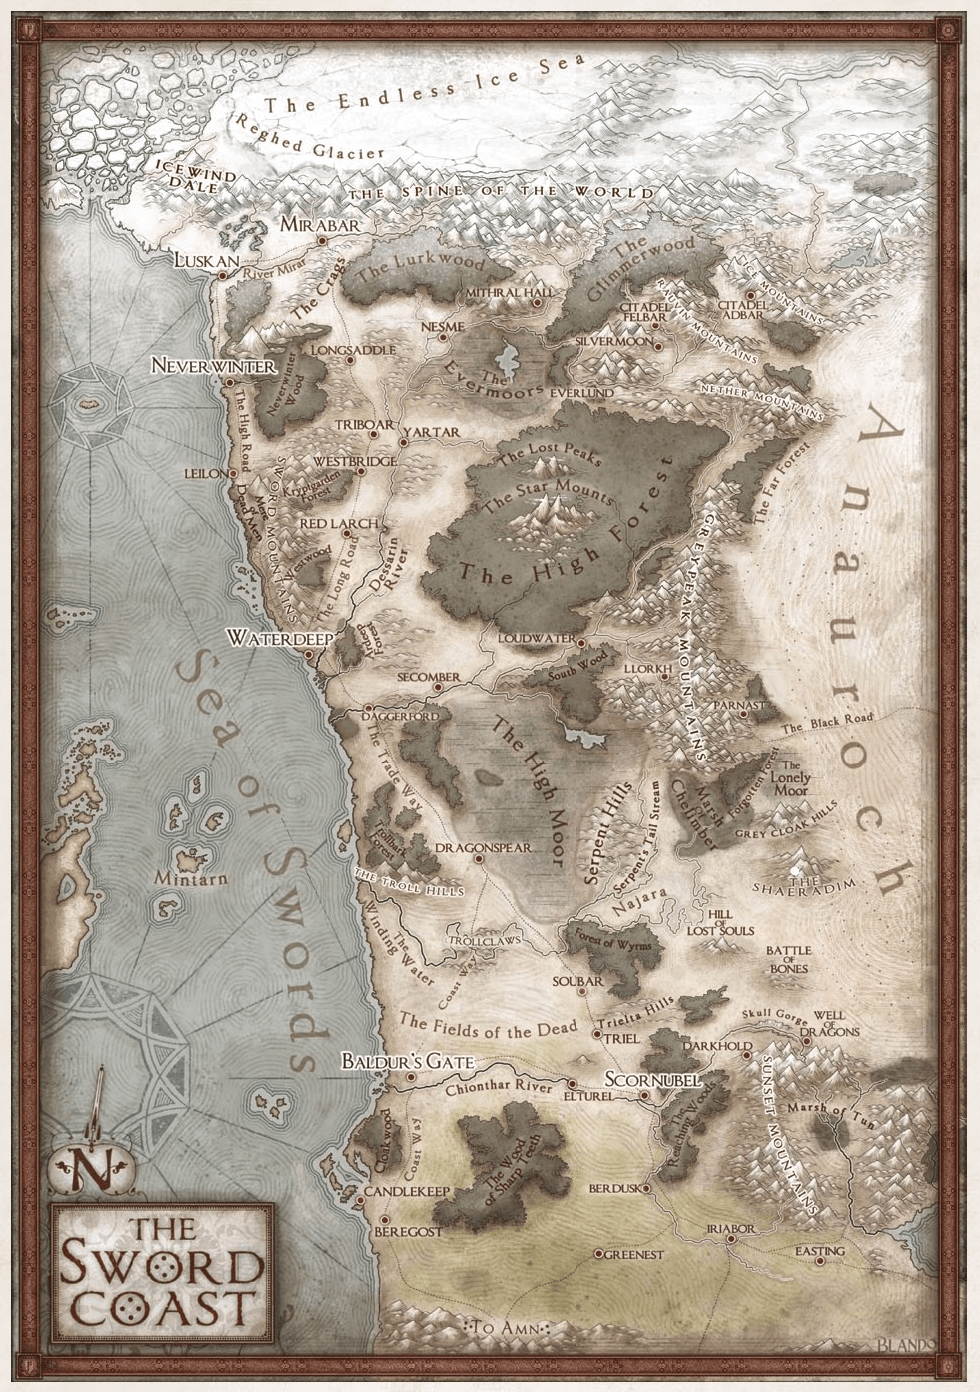 The Endless Ice Sea
Reghed Glacier
Icewind
Dale
The Spine of the World
Mirabar
Luskan
River Mirar
The Crags
The Lurkwood
The
Glimmerwood
Mithral Hall
Ice Mountains
Citadel
Felbar
Rauvin Mountains
Citadel
Adbar
Nesme
Silvermoon
Longsaddle
Neverwinter
Neverwinter
Wood
The
Evermoors
Everlund
Nether Mountains
The High Road
Triboar
Yartar
The Lost Peaks
The Star Mounts
The High Forest
The Far Forest
Anauroch
Leilon
Westbridge
Kryptgarden
Forest
Sword Mountains
Mere
of
Dead Men
Red Larch
The Long Road
Dessarin
River
Greypeak Mountains
Waterdeep
Ardeep
Forest
Loudwater
South Wood
Llorkh
Secomber
Daggerford
Parnast
The Black Road
Sea of Swords
The Trade Way
The High Moor
The
Lonely
Moor
Forgotten Forest
Marsh of
Chelimber
Grey Cloak Hills
Serpent Hills
Serpent's Tail Stream
Trollbark
Forest
Dragonspear
Mintarn
The Troll Hills
The
Shaeradim
Najara
The
Winding Water
Trollclaws
Coast Way
Forest of Wyrms
Hill
of
Lost Souls
Battle
of
Bones
Soubar
The Fields of the Dead
Trielta Hills
Triel
Skull Gorge
Well
of
Dragons
Darkhold
Baldur's Gate
Chionthar River
Elturel
Scornubel
Sunset Mountains
Marsh of Tun
The
Reaching Woods
Cloakwood
Coast Way
The Wood
of Sharp Teeth
N
Candlekeep
Beregost
Berdusk
Iriabor
Greenest
Easting
The
Sword
Coast
To Amn
Blando